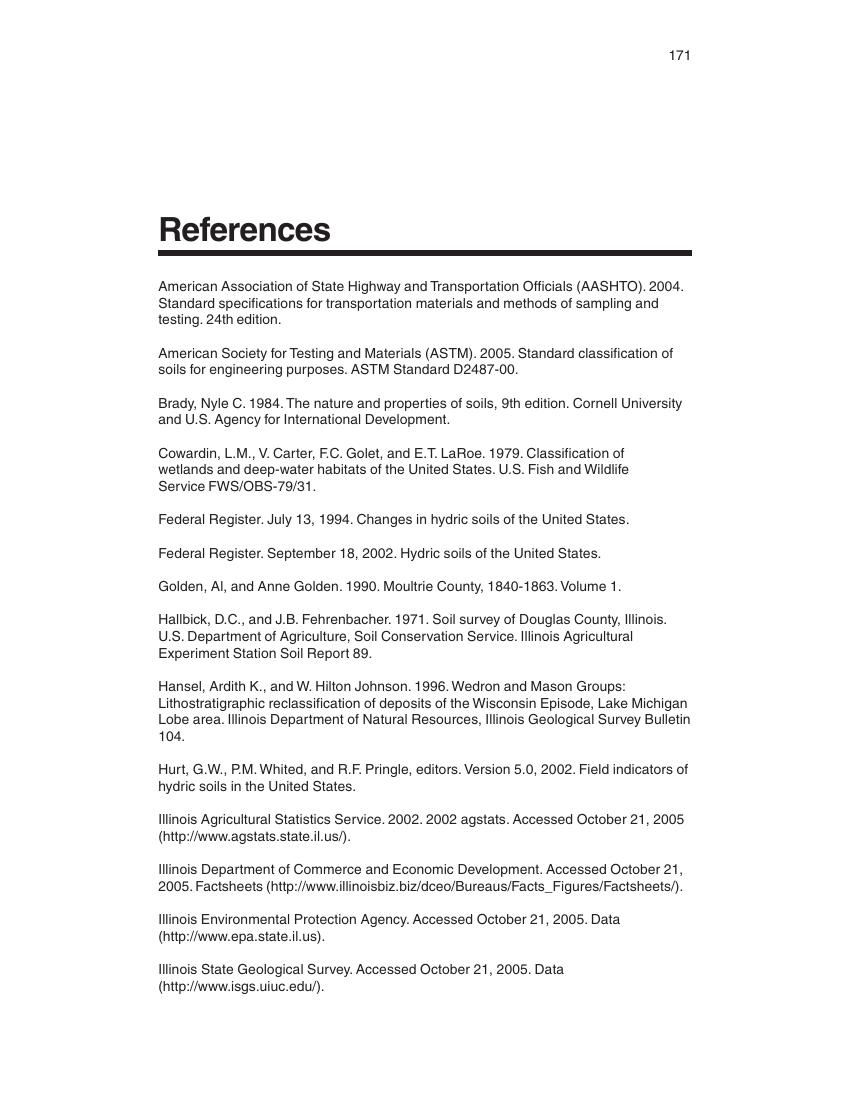 171
References
American Association of State Highway and Transportation Officials (AASHTO). 2004.
Standard specifications for transportation materials and methods of sampling and
testing. 24th edition.
American Society for Testing and Materials (ASTM). 2005. Standard classification of
soils for engineering purposes. ASTM Standard D2487-00.
Brady, Nyle C. 1984. The nature and properties of soils, 9th edition. Cornell University
and U.S. Agency for International Development.
Cowardin, L.M., V. Carter, F.C. Golet, and E.T. LaRoe. 1979. Classification of
wetlands and deep-water habitats of the United States. U.S. Fish and Wildlife
Service FWS/OBS-79/31.
Federal Register. July 13, 1994. Changes in hydric soils of the United States.
Federal Register. September 18, 2002. Hydric soils of the United States.
Golden, Al, and Anne Golden. 1990. Moultrie County, 1840-1863. Volume 1.
Hallbick, D.C., and J.B. Fehrenbacher. 1971. Soil survey of Douglas County, Illinois.
U.S. Department of Agriculture, Soil Conservation Service. Illinois Agricultural
Experiment Station Soil Report 89.
Hansel, Ardith K., and W. Hilton Johnson. 1996. Wedron and Mason Groups:
Lithostratigraphic reclassification of deposits of the Wisconsin Episode, Lake Michigan
Lobe area. Illinois Department of Natural Resources, Illinois Geological Survey Bulletin
104.
Hurt, G.W., P.M. Whited, and R.F. Pringle, editors. Version 5.0, 2002. Field indicators of
hydric soils in the United States.
Illinois Agricultural Statistics Service. 2002. 2002 agstats. Accessed October 21, 2005
(http://www.agstats.state.il.us/).
Illinois Department of Commerce and Economic Development. Accessed October 21,
2005. Factsheets (http://www.illinoisbiz.biz/dceo/Bureaus/Facts_Figures/Factsheets/).
Illinois Environmental Protection Agency. Accessed October 21, 2005. Data
(http://www.epa.state.il.us).
Illinois State Geological Survey. Accessed October 21, 2005. Data
(http://www.isgs.uiuc.edu/).